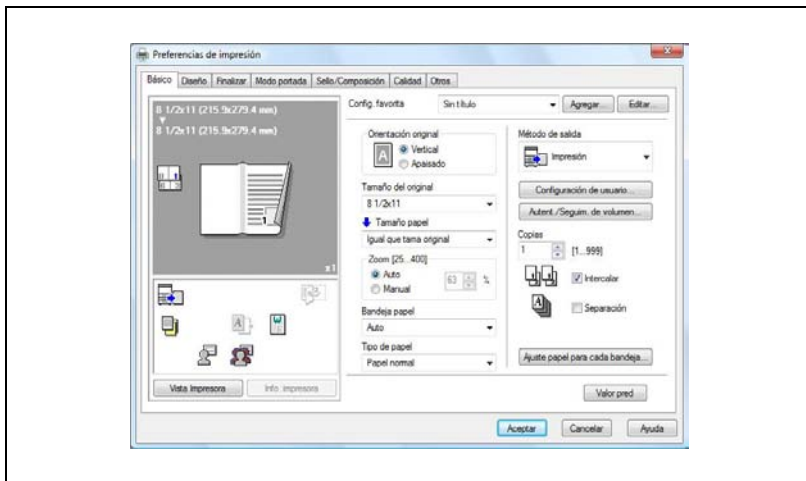 Preferencias de impresión
Básico Diseño Finalizar Modo portada Sello/Composición Calidad Otros
8 1/2x11 (215.9x279.4 mm)
8 1/2x11 (215.9x279.4 mm)
x1
Vista impresora Info. impresora
Config. favorita Sin título Agregar... Editar...
Orientación original
Vertical
Apaisado
Tamaño del original
8 1/2x11
Tamaño papel
Igual que tama original
Zoom [25...400]
Auto
Manual
63 %
Bandeja papel
Auto
Tipo de papel
Papel normal
Método de salida
Impresión
Configuración de usuario...
Autent./Seguim. de volumen...
Copias
1 [1...999]
Intercalar
Separación
Ajuste papel para cada bandeja...
Valor pred
Aceptar Cancelar Ayuda